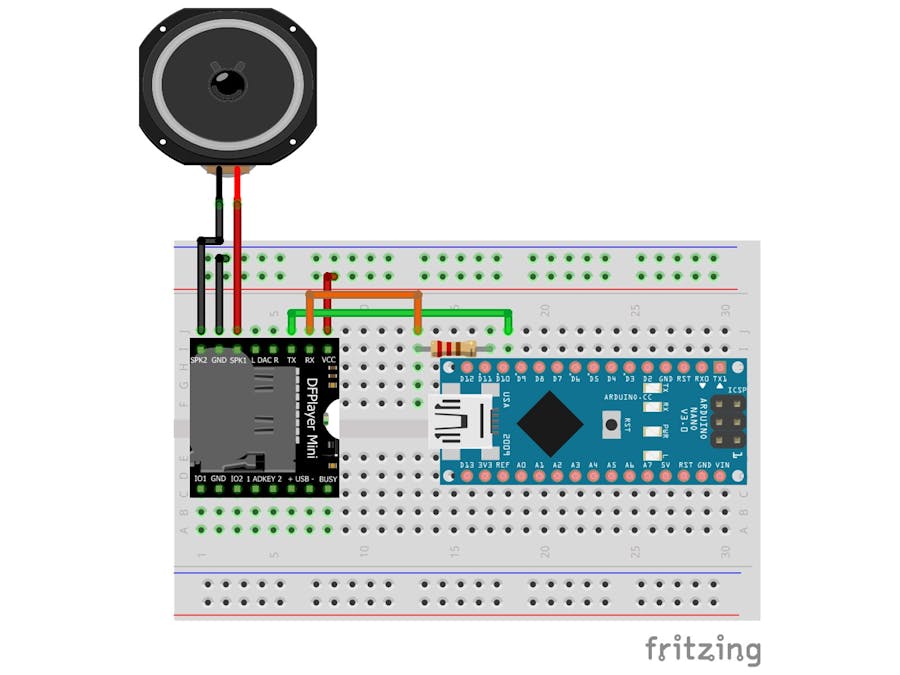 5 10 15 20 25 30
J J
I
H H
G
F F
SPK2 GND SPK1 L DAC R TX RX VCC
DFPlayer Mini
IO1 GND IO2 1 ADKEY 2 + USB - BUSY
D12 D11 D10 D9 D8 D7 D6 D5 D4 D3 D2 GND RST RX0 TX1
ARDUINO.CC
USA
2009
RST
TX
RX
PWR
L
ARDUINO
NANO
V3.0
ICSP
1
D13 3V3 REF A0 A1 A2 A3 A4 A5 A6 A7 5V RST GND VIN
E
D
C C
B B
A A
1 5 10 15 20 25 30
fritzing